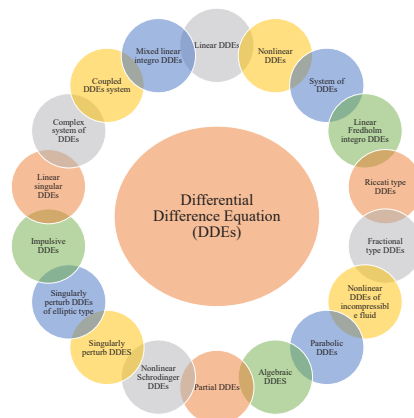 Linear DDEs
Nonlinear
DDEs
System of
DDEs
Linear
Fredholm
integro DDEs
Riccati type
DDEs
Fractional
type DDEs
Nonlinear
DDEs of
incompressibl
e fluid
Parabolic
DDEs
Algebraic
DDES
Partial DDEs
Nonlinear
Schrodinger
DDEs
Singularly
perturb DDES
Singularly
perturb DDEs
of elliptic type
Impulsive
DDEs
Linear
singular
DDEs
Complex
system of
DDEs
Coupled
DDEs system
Mixed linear
integro DDEs
Differential
Difference Equation
(DDEs)